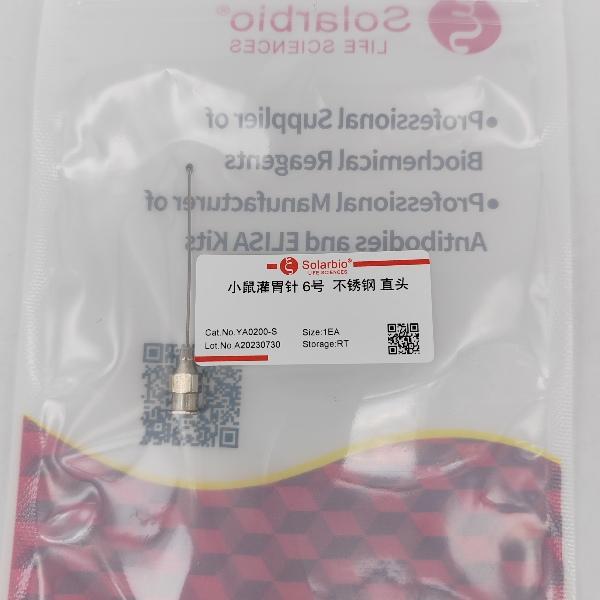 Solarbio®
LIFE SCIENCES
•Professional Supplier of
Biochemical Reagents
•Professional Manufacturer of
Antibodies and ELISA Kits
Solarbio®
LIFE SCIENCES
小鼠灌胃针 6号 不锈钢 直头
Cat.No.YA0200-S Size:1EA
Lot.No.A20230730 Storage:RT